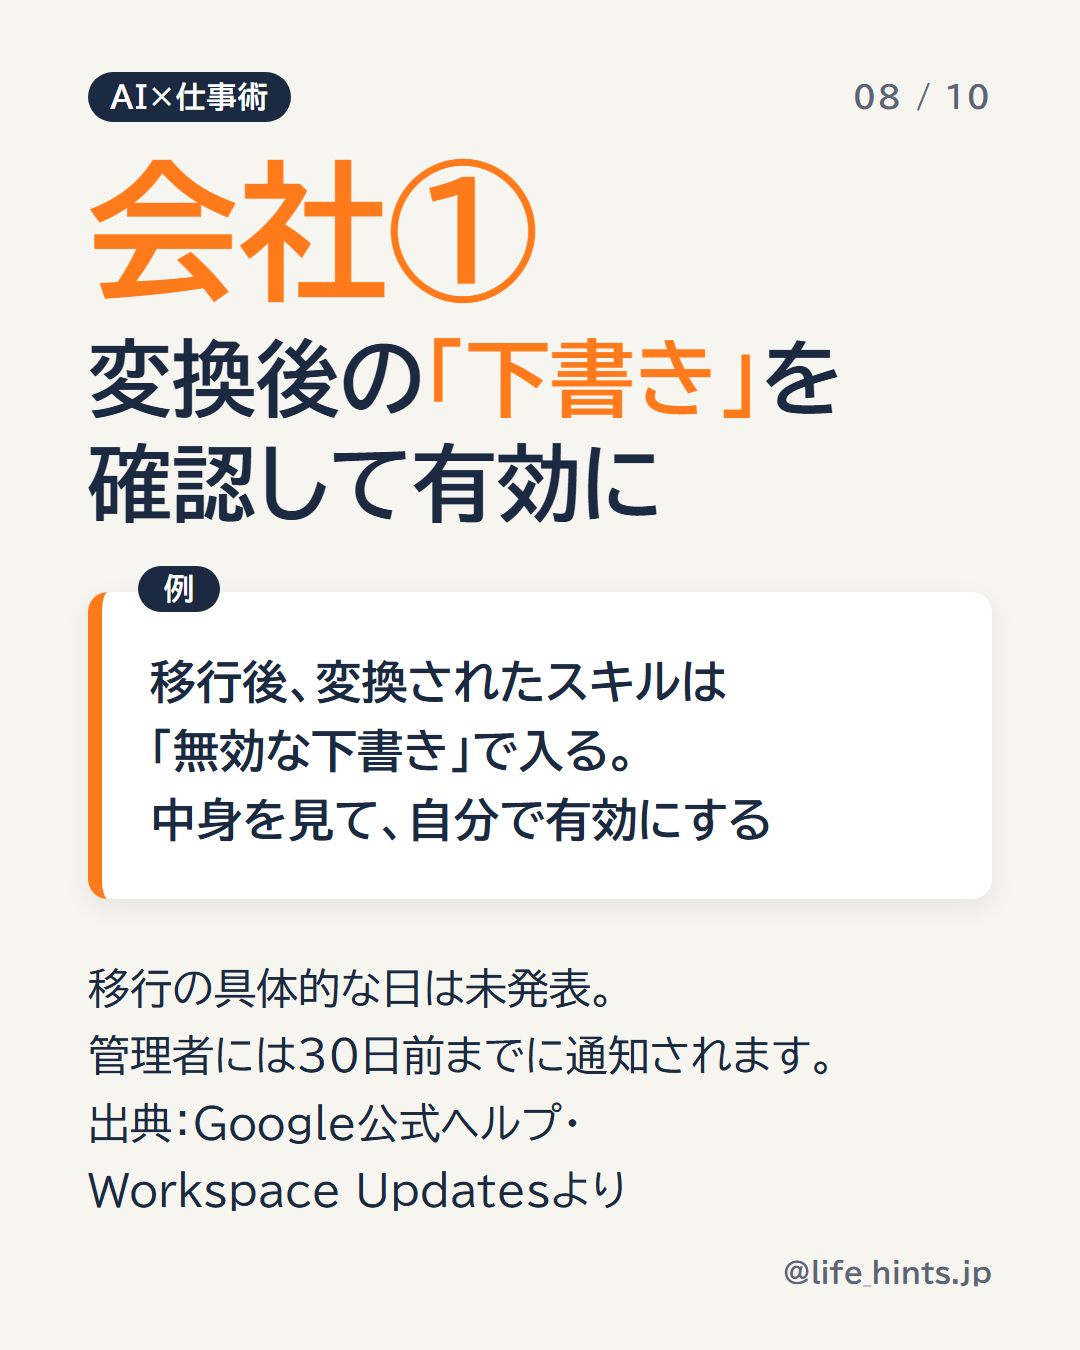 AI×仕事術
08 / 10
会社①
変換後の「下書き」を
確認して有効に
例
移行後、変換されたスキルは
「無効な下書き」で入る。
中身を見て、自分で有効にする
移行の具体的な日は未発表。
管理者には30日前までに通知されます。
出典：Google公式ヘルプ・
Workspace Updatesより
@life_hints.jp